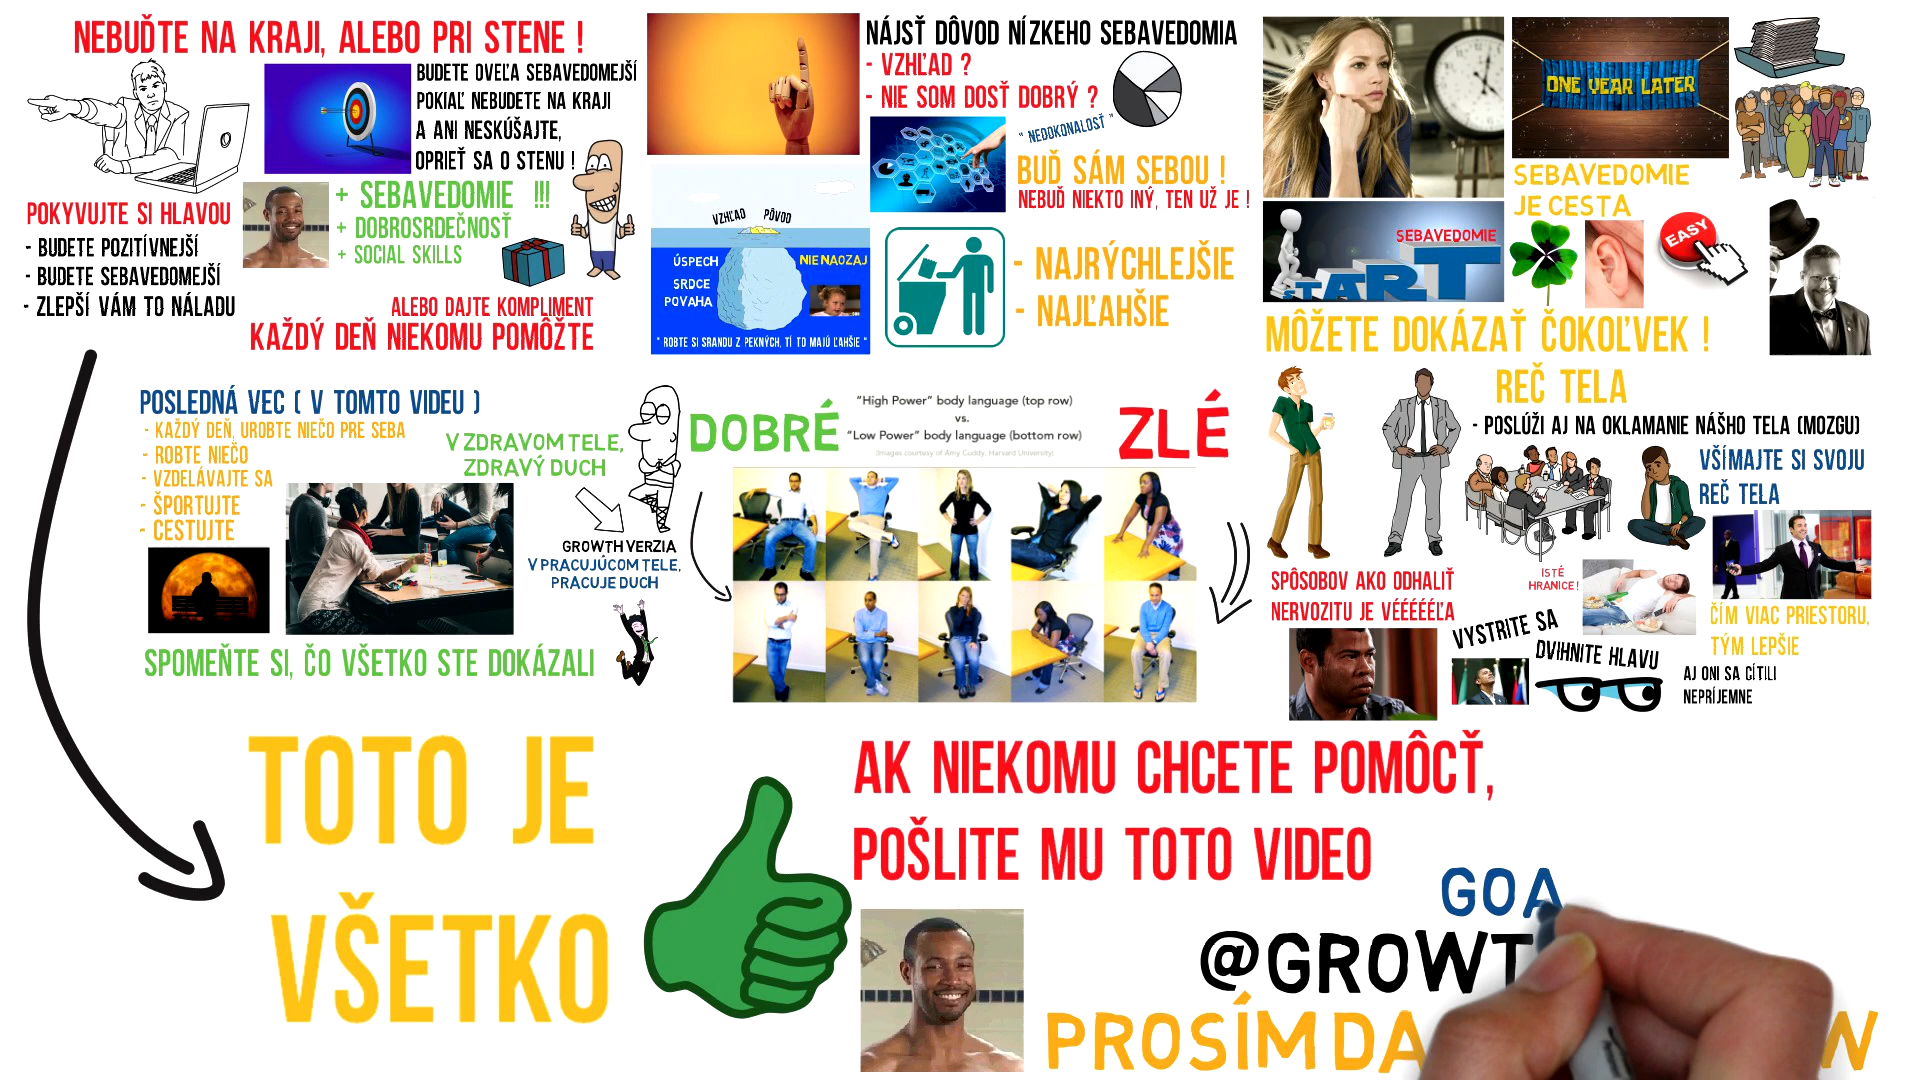 NEBUĎTE NA KRAJI, ALEBO PRI STENE !
BUDETE OVEĽA SEBAVEDOMEJŠÍ
POKIAĽ NEBUDETE NA KRAJI
A ANI NESKÚŠAJTE,
OPRIEŤ SA O STENU !
POKYVUJTE SI HLAVOU
- BUDETE POZITÍVNEJŠÍ
- BUDETE SEBAVEDOMEJŠÍ
- ZLEPŠÍ VÁM TO NÁLADU
+ SEBAVEDOMIE !!!
+ DOBROSRDEČNOSŤ
+ SOCIAL SKILLS
ALEBO DAJTE KOMPLIMENT
KAŽDÝ DEŇ NIEKOMU POMÔŽTE
NÁJSŤ DÔVOD NÍZKEHO SEBAVEDOMIA
- VZHĽAD ?
- NIE SOM DOSŤ DOBRÝ ?
" NEDOKONALOSŤ "
BUĎ SÁM SEBOU !
NEBUĎ NIEKTO INÝ, TEN UŽ JE !
VZHĽAD PÔVOD
ÚSPECH
SRDCE
POVAHA
NIE NAOZAJ
" ROBTE SI SRANDU Z PEKNÝCH, TÍ TO MAJÚ ĽAHŠIE "
- NAJRÝCHLEJŠIE
- NAJĽAHŠIE
ONE YEAR LATER
SEBAVEDOMIE
JE CESTA
SEBAVEDOMIE
START
EASY
MÔŽETE DOKÁZAŤ ČOKOĽVEK !
POSLEDNÁ VEC ( V TOMTO VIDEU )
- KAŽDÝ DEŇ, UROBTE NIEČO PRE SEBA
- ROBTE NIEČO
- VZDELÁVAJTE SA
- ŠPORTUJTE
- CESTUJTE
V ZDRAVOM TELE,
ZDRAVÝ DUCH
GROWTH VERZIA
V PRACUJÚCOM TELE,
PRACUJE DUCH
SPOMEŇTE SI, ČO VŠETKO STE DOKÁZALI
DOBRÉ
"High Power" body language (top row)
vs.
"Low Power" body language (bottom row)
(Images courtesy of Amy Cuddy, Harvard University)
ZLÉ
REČ TELA
- POSLÚŽI AJ NA OKLAMANIE NÁŠHO TELA (MOZGU)
VŠÍMAJTE SI SVOJU
REČ TELA
SPÔSOBOV AKO ODHALIŤ
NERVOZITU JE VÉÉÉÉÉĽA
ISTÉ
HRANICE !
ČÍM VIAC PRIESTORU,
TÝM LEPŠIE
VYSTRITE SA
DVIHNITE HLAVU
AJ ONI SA CÍTILI
NEPRÍJEMNE
TOTO JE
VŠETKO
AK NIEKOMU CHCETE POMÔCŤ,
POŠLITE MU TOTO VIDEO
GOA
@GROWT
PROSÍM DA